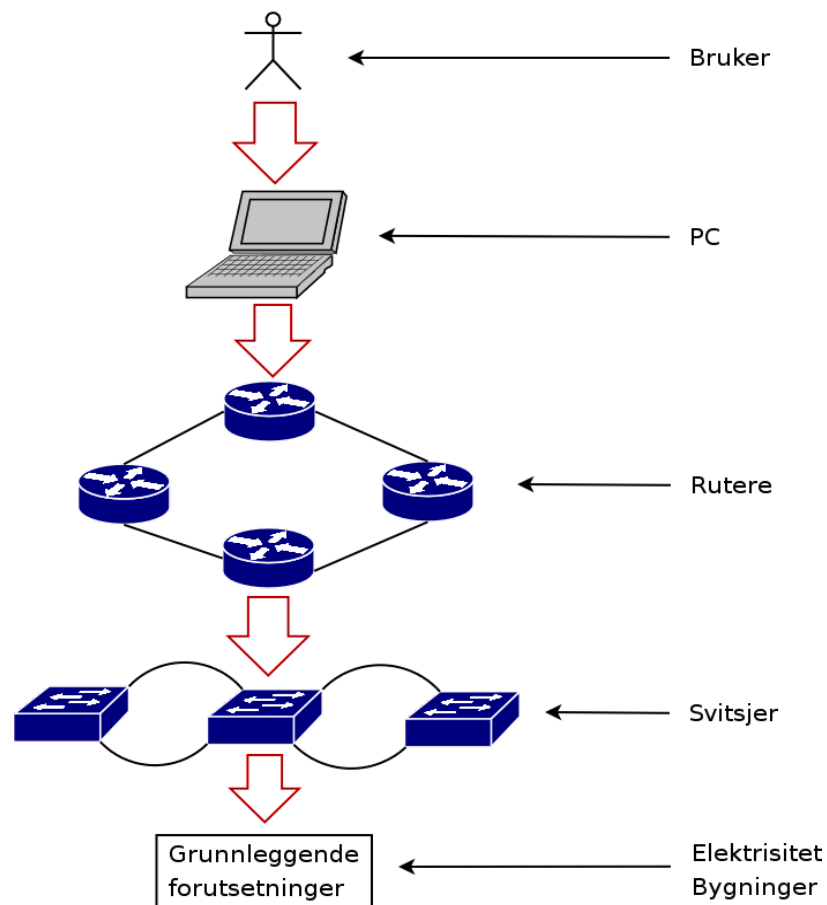 Bruker
PC
Rutere
Svitsjer
Grunnleggende
forutsetninger
Elektrisitet
Bygninger